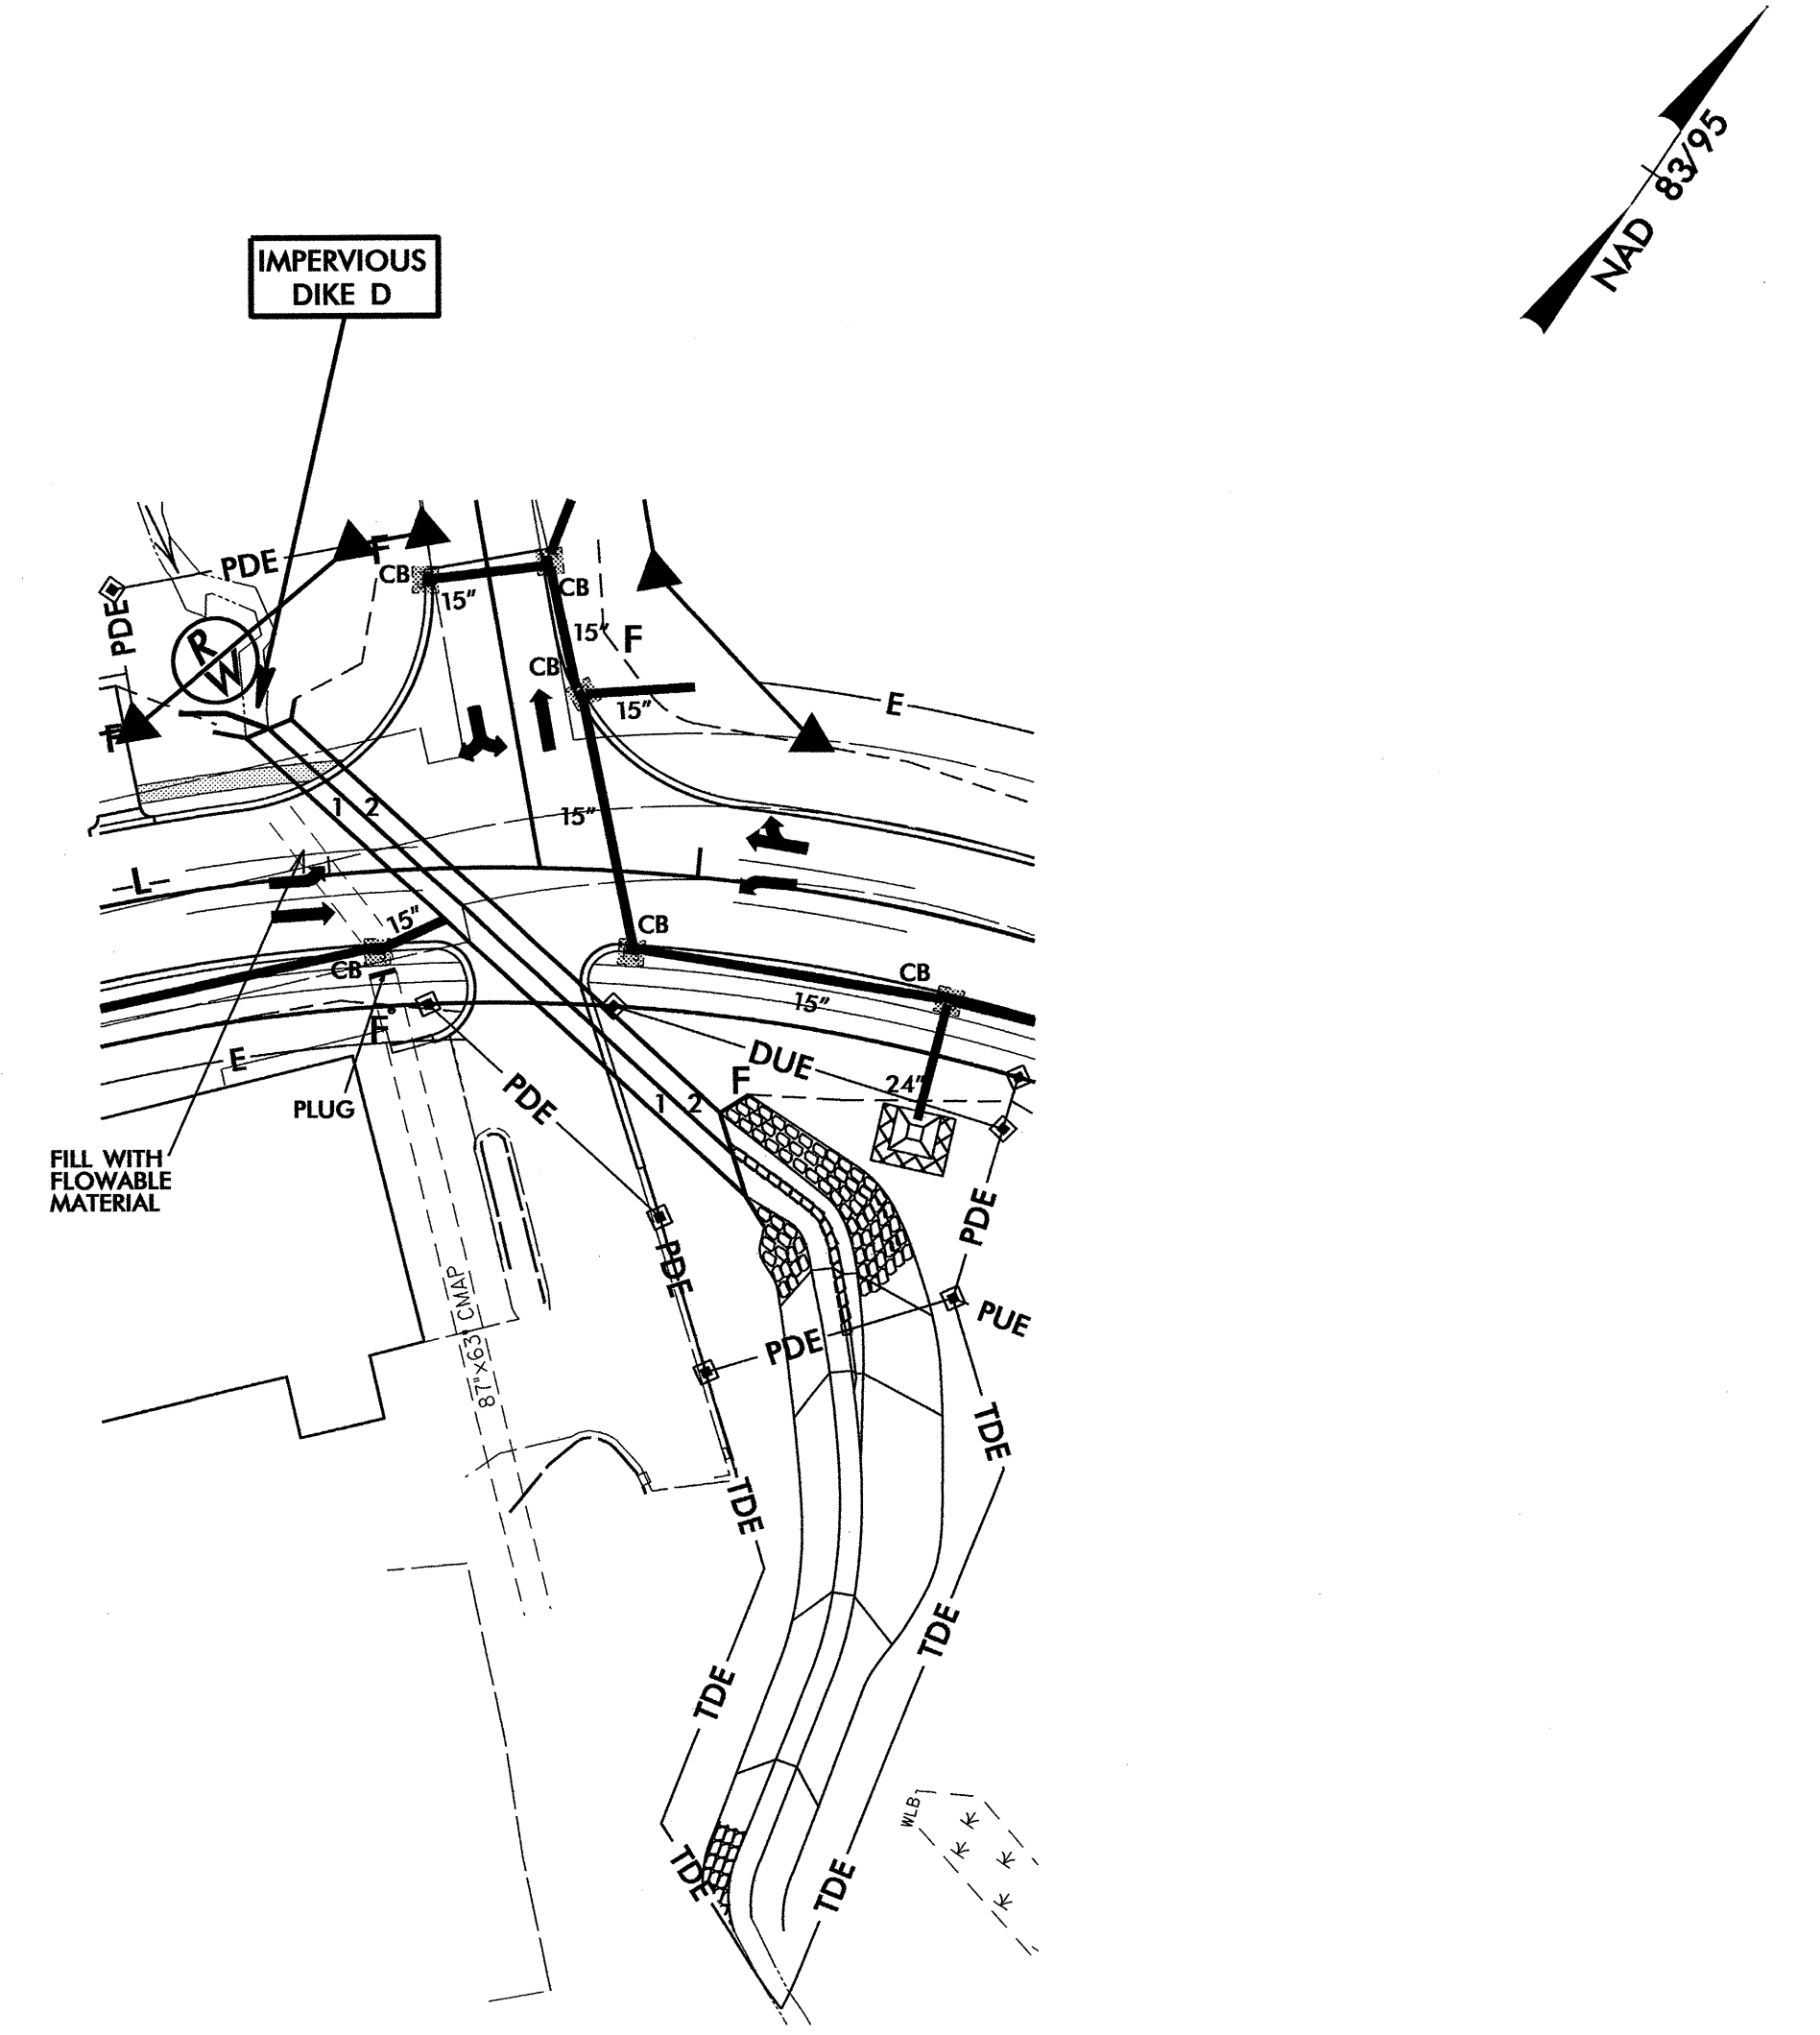 NAD 83/95
IMPERVIOUS
DIKE D
PDE
F
CB
15"
CB
PDE
15"
F
R
W
CB
15"
E
F
1
2
15"
L
15"
CB
CB
CB
15"
F
E
DUE
F
24"
PDE
PLUG
1
2
FILL WITH
FLOWABLE
MATERIAL
PDE
PDE
87"x63" CMAP
PUE
PDE
TDE
TDE
TDE
TDE
WLB
TDE
TDE